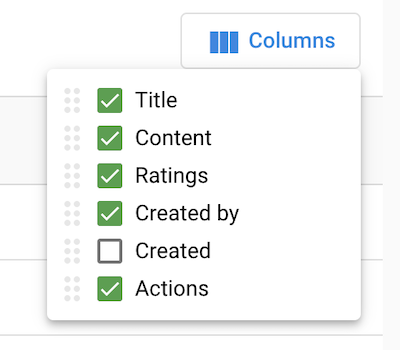 Columns
Title
Content
Ratings
Created by
Created
Actions